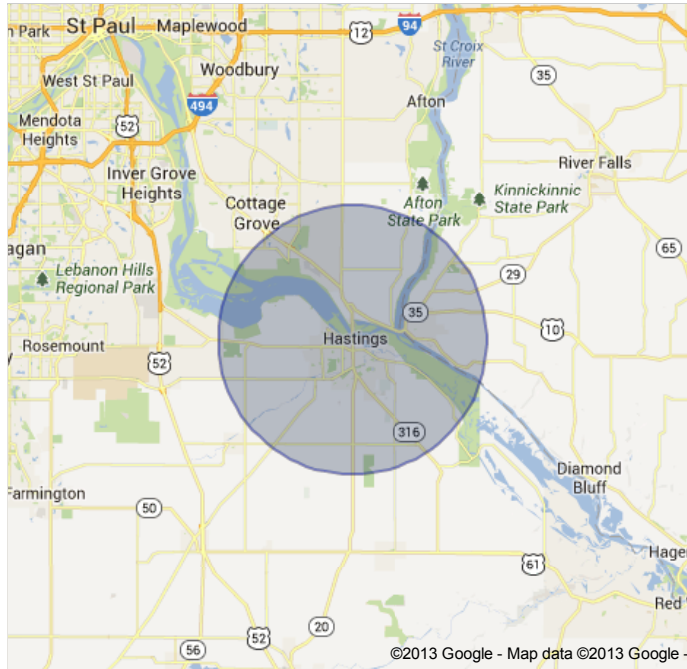 St Paul
Maplewood
n Park
12
94
St Croix
River
35
Woodbury
West St Paul
494
Afton
Mendota
Heights
52
River Falls
Inver Grove
Heights
Cottage
Grove
Afton
State Park
Kinnickinnic
State Park
agan
65
Lebanon Hills
Regional Park
29
35
10
Hastings
Rosemount
52
316
Diamond
Bluff
Farmington
50
61
Hager
Red
20
52
56
©2013 Google - Map data ©2013 Google -